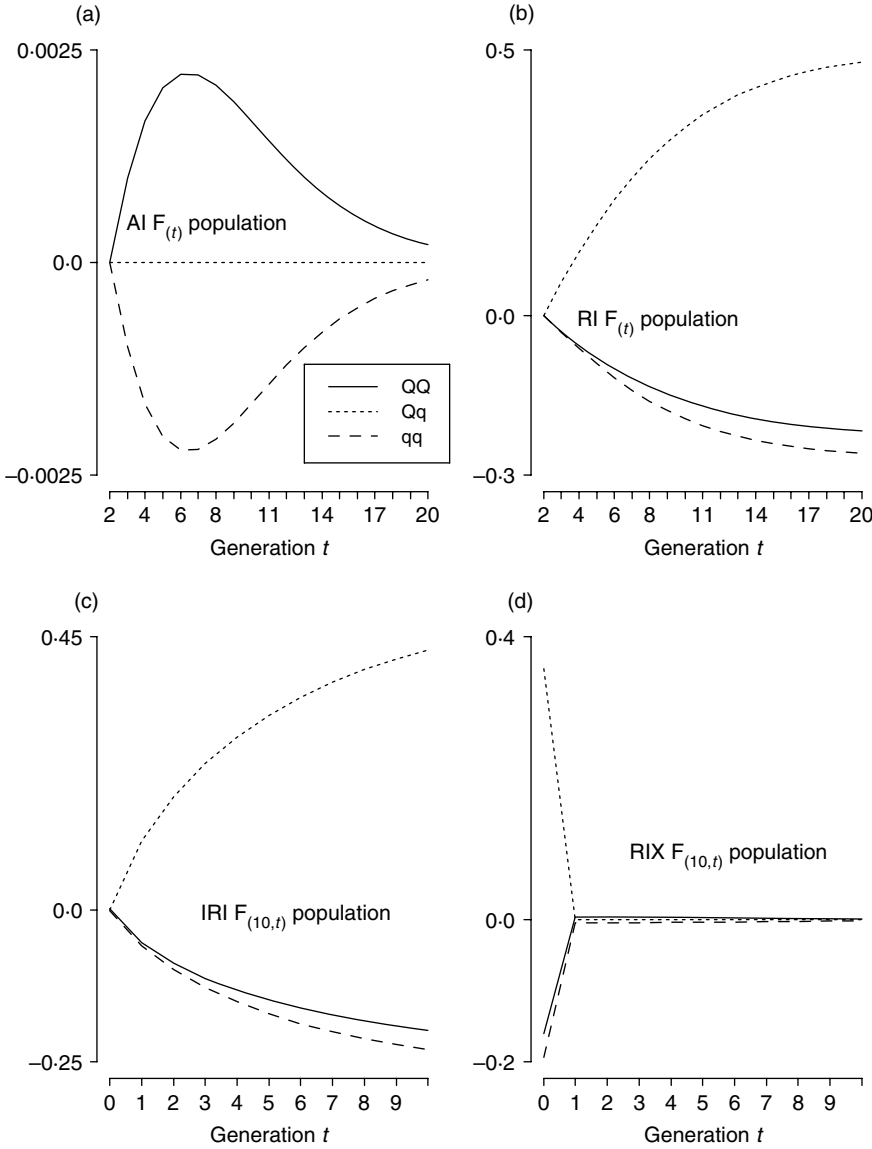 (a)
0·0025
0·0
−0·0025
AI F(t) population
QQ
Qq
qq
2 4 6 8 11 14 17 20
Generation t
(b)
0·5
0·0
−0·3
RI F(t) population
2 4 6 8 11 14 17 20
Generation t
(c)
0·45
0·0
−0·25
IRI F(10,t) population
0 1 2 3 4 5 6 7 8 9
Generation t
(d)
0·4
0·0
−0·2
RIX F(10,t) population
0 1 2 3 4 5 6 7 8 9
Generation t